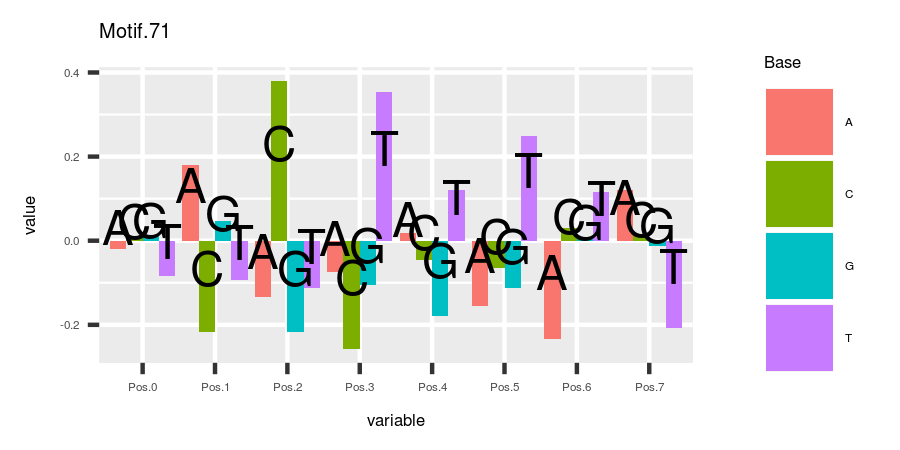 Motif.71
Base
0.4
0.2
0.0
-0.2
value
A C G T A C G T A C G T A C G T A C G T A C G T A C G T A C G T
Pos.0 Pos.1 Pos.2 Pos.3 Pos.4 Pos.5 Pos.6 Pos.7
variable
A
C
G
T